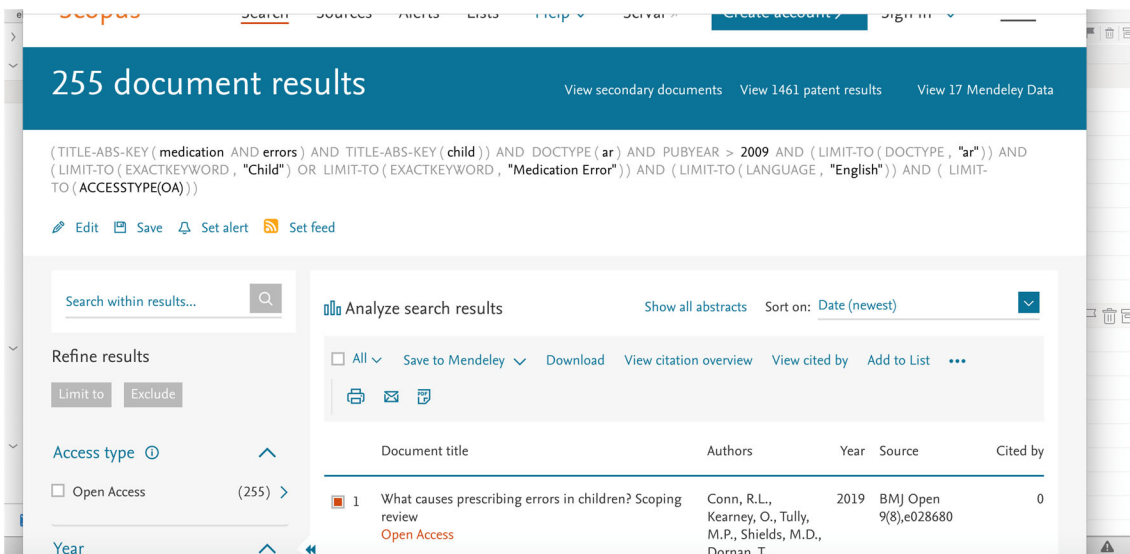 Scopus Search Sources Alerts Lists Help SciVal Create account Sign in
255 document results
View secondary documents View 1461 patent results View 17 Mendeley Data
( TITLE-ABS-KEY ( medication AND errors ) AND TITLE-ABS-KEY ( child ) ) AND DOCTYPE ( ar ) AND PUBYEAR > 2009 AND ( LIMIT-TO ( DOCTYPE , "ar" ) ) AND
( LIMIT-TO ( EXACTKEYWORD , "Child" ) OR LIMIT-TO ( EXACTKEYWORD , "Medication Error" ) ) AND ( LIMIT-TO ( LANGUAGE , "English" ) ) AND ( LIMIT-
TO ( ACCESSTYPE(OA) ) )
Edit Save Set alert Set feed
Search within results...
Analyze search results
Show all abstracts Sort on: Date (newest)
Refine results
Limit to Exclude
All Save to Mendeley Download View citation overview View cited by Add to List •••
Access type
Open Access (255)
Year
Document title Authors Year Source Cited by
1 What causes prescribing errors in children? Scoping
review
Open Access
Conn, R.L.,
Kearney, O., Tully,
M.P., Shields, M.D.,
Dornan, T.
2019 BMJ Open
9(8),e028680
0